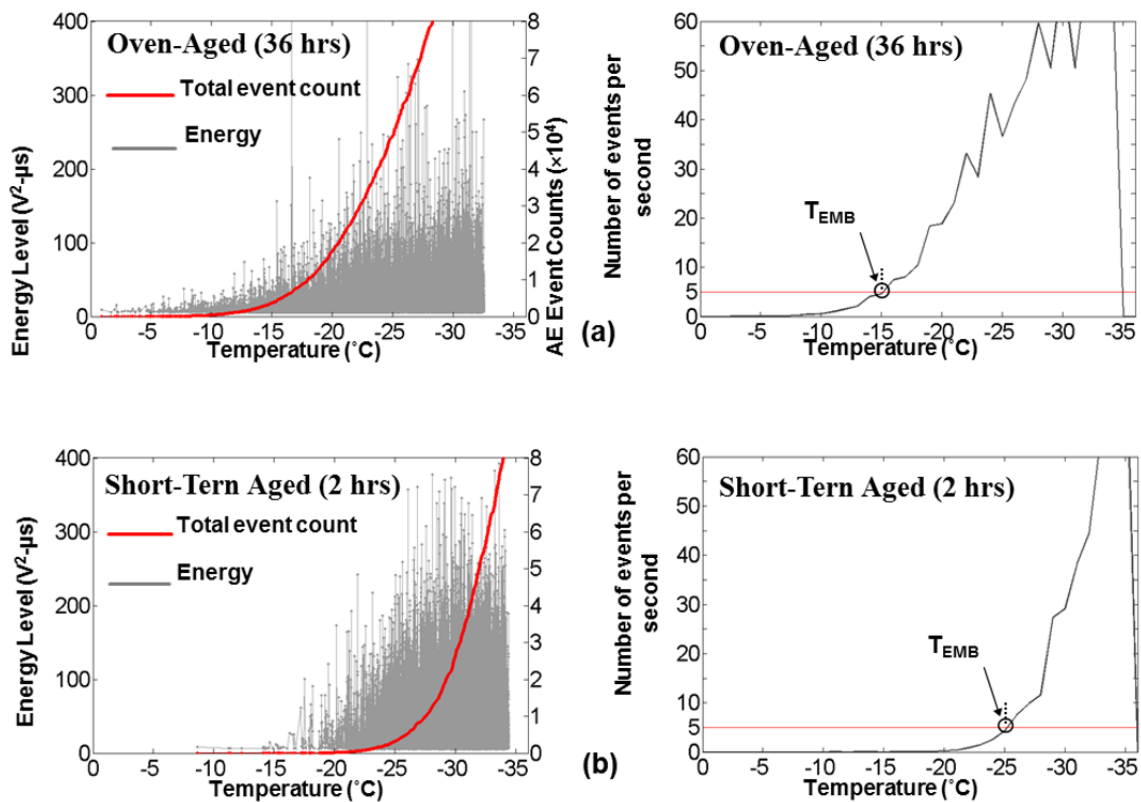 Oven-Aged (36 hrs)
Total event count
Energy
400
300
200
100
0
Energy Level (V²-µs)
8
7
6
5
4
3
2
1
0
AE Event Counts (×10⁴)
0 -5 -10 -15 -20 -25 -30 -35
Temperature (˚C)
(a)
Oven-Aged (36 hrs)
60
50
40
30
20
10
5
0
Number of events per
second
TEMB
0 -5 -10 -15 -20 -25 -30 -35
Temperature (˚C)
Short-Tern Aged (2 hrs)
Total event count
Energy
400
300
200
100
0
Energy Level (V²-µs)
8
7
6
5
4
3
2
1
0
0 -5 -10 -15 -20 -25 -30 -35
Temperature (˚C)
(b)
Short-Tern Aged (2 hrs)
60
50
40
30
20
10
5
0
Number of events per
second
TEMB
0 -5 -10 -15 -20 -25 -30 -35
Temperature (˚C)